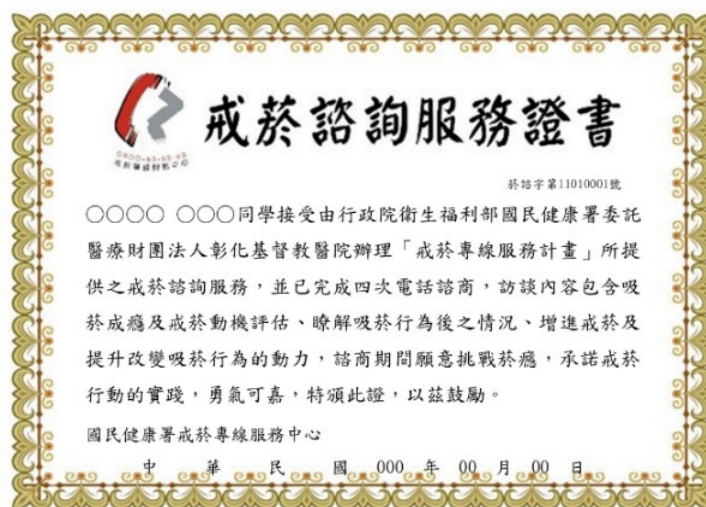 戒菸諮詢服務證書
0800-63-63-63
菸諮字第11010001號
○○○○ ○○○同學接受由行政院衛生福利部國民健康署委託
醫療財團法人彰化基督教醫院辦理「戒菸專線服務計畫」所提
供之戒菸諮詢服務,並已完成四次電話諮商,訪談內容包含吸
菸成癮及戒菸動機評估、瞭解吸菸行為後之情況、增進戒菸及
提升改變吸菸行為的動力,諮商期間願意挑戰菸癮,承諾戒菸
行動的實踐,勇氣可嘉,特頒此證,以茲鼓勵。
國民健康署戒菸專線服務中心
中 華 民 國 000 年 00 月 00 日